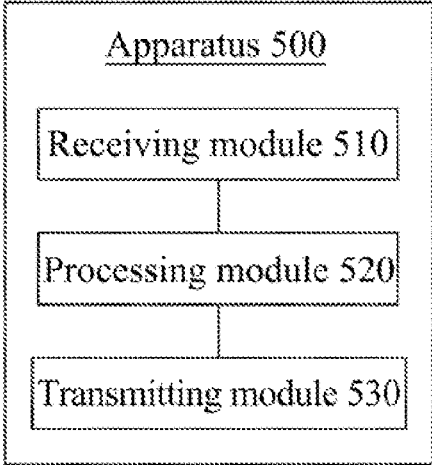 Apparatus 500
Receiving module 510
Processing module 520
Transmitting module 530